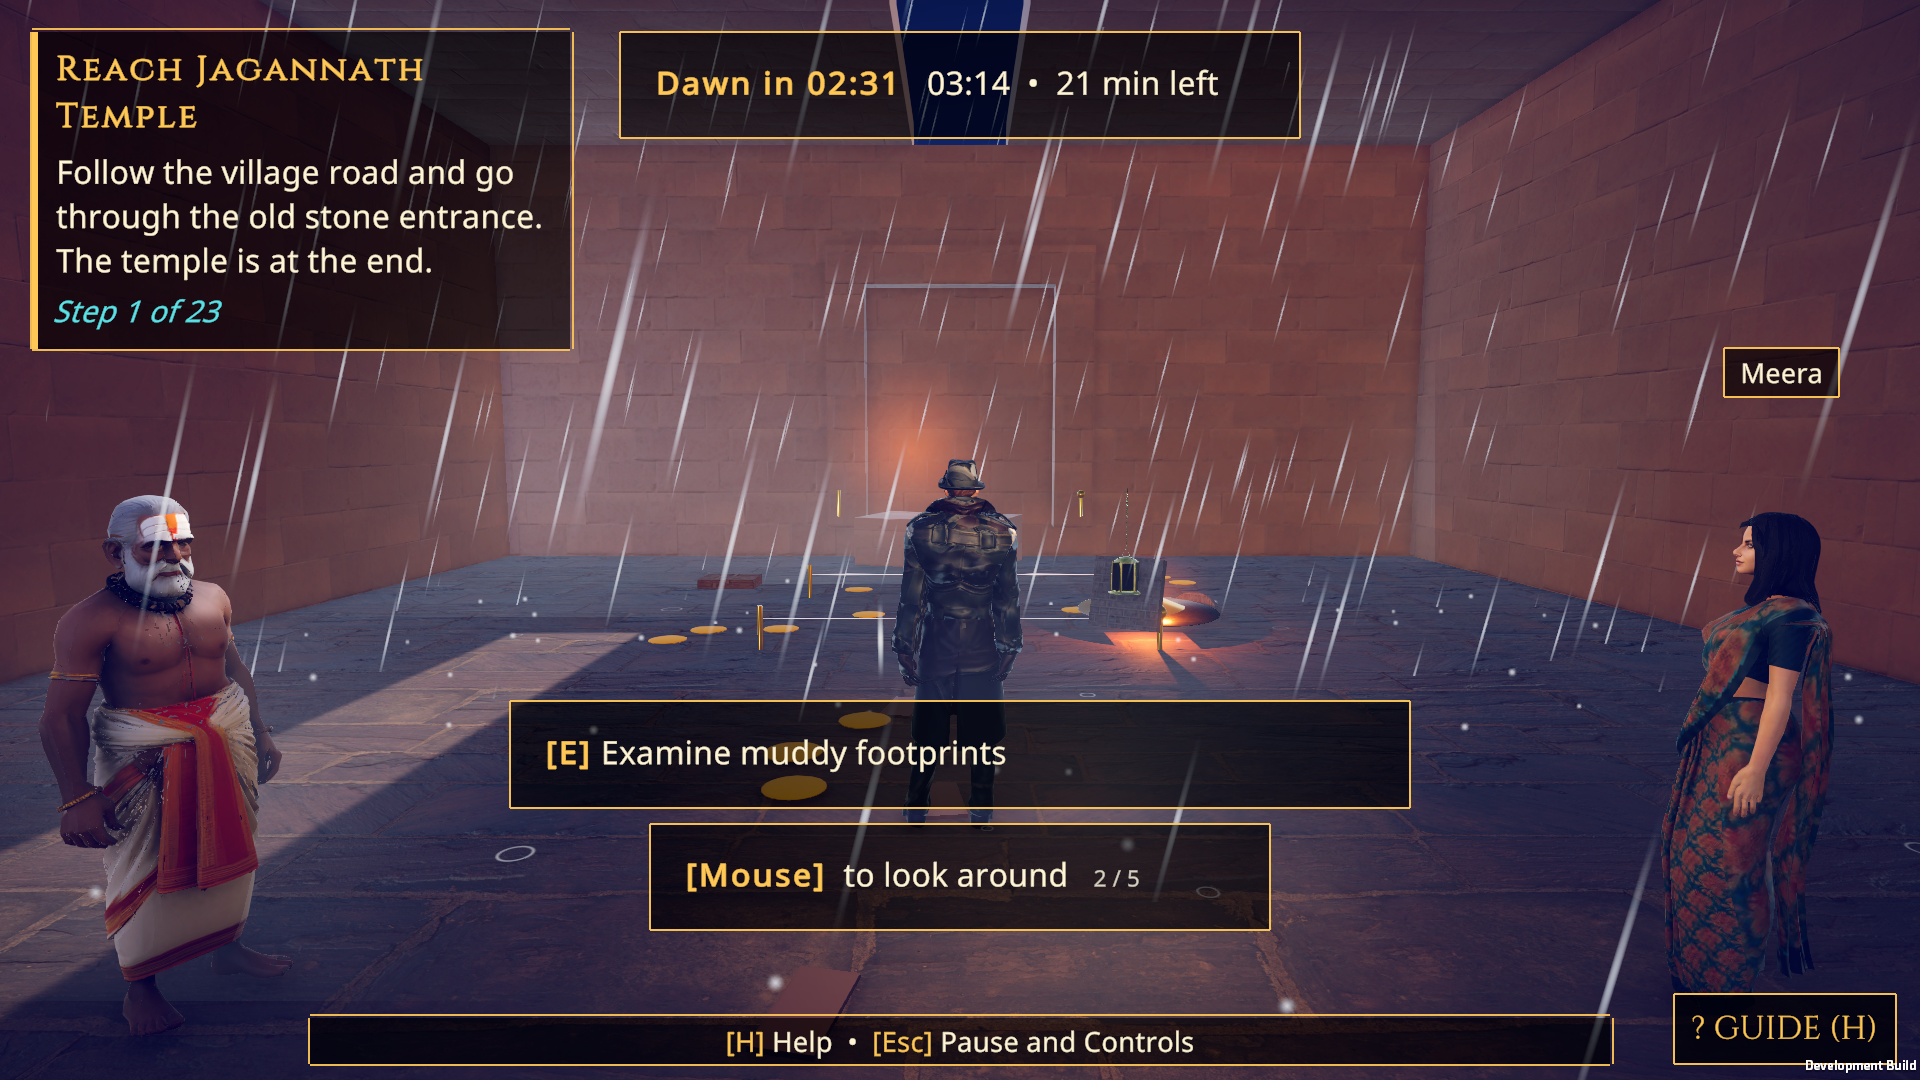 REACH JAGANNATH
TEMPLE
Follow the village road and go
through the old stone entrance.
The temple is at the end.
Step 1 of 23
Dawn in 02:31 03:14 • 21 min left
Meera
[E] Examine muddy footprints
[Mouse] to look around 2 / 5
[H] Help • [Esc] Pause and Controls
? GUIDE (H)
Development Build